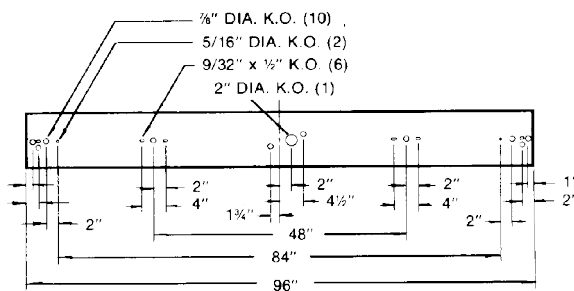 ⅞" DIA. K.O. (10)
5/16" DIA. K.O. (2)
9/32" x ½" K.O. (6)
2" DIA. K.O. (1)
2" 2" 2" 1"
4" 4½" 4" 2"
2" 1¾" 2"
48"
84"
96"